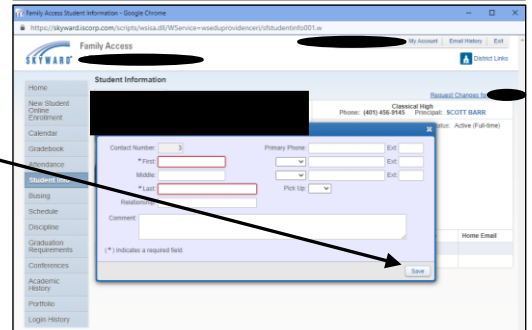 Family Access Student Information - Google Chrome
https://skyward.iscorp.com/scripts/wsisa.dll/WService=wseduprovidenceri/sfstudentinfo001.w
SKYWARD
Family Access
My Account Email History Exit
District Links
Student Information
Home
New Student Online Enrollment
Calendar
Gradebook
Attendance
Student Info
Busing
Schedule
Discipline
Graduation Requirements
Conferences
Academic History
Portfolio
Login History
Request Changes
Classical High
Phone: (401) 456-9145 Principal: SCOTT BARR
Status: Active (Full-time)
Contact Number: 3 Primary Phone: Ext:
* First: Ext:
Middle: Ext:
* Last: Pick Up:
Relationship:
Comment:
(*) Indicates a required field.
Save
Home Email